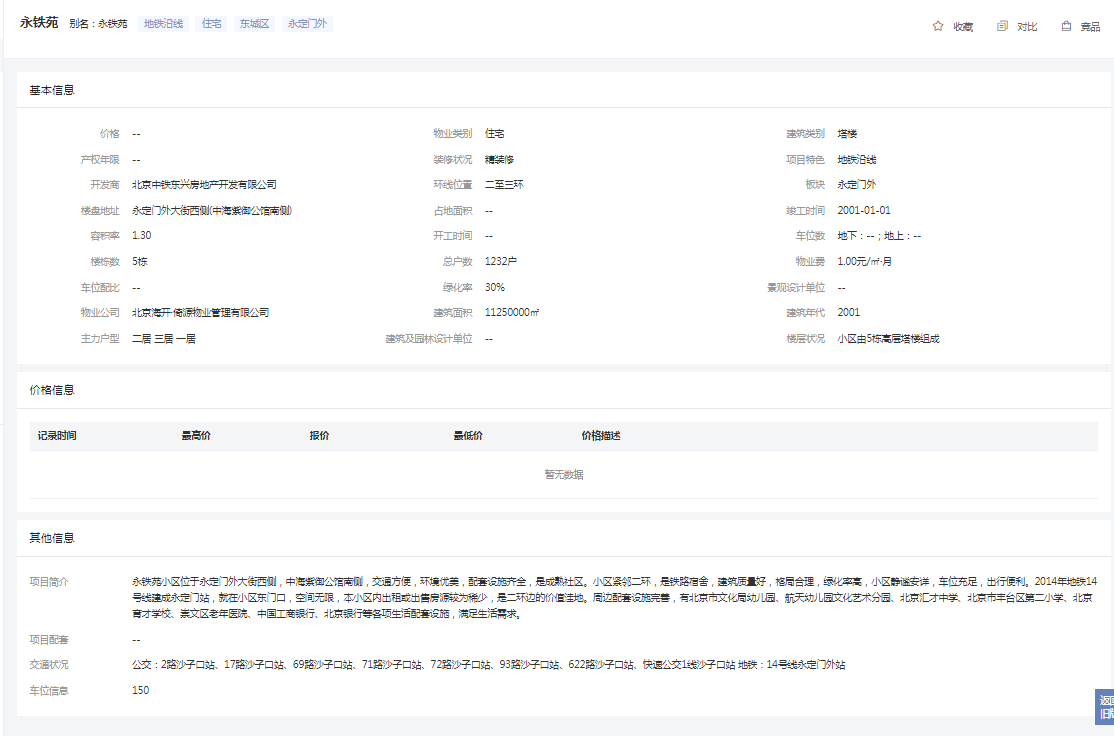 永铁苑 别名：永铁苑 地铁沿线 住宅 东城区 永定门外
收藏 对比 竞品
基本信息
价格 -- 物业类别 住宅 建筑类别 塔楼
产权年限 -- 装修状况 精装修 项目特色 地铁沿线
开发商 北京中铁东兴房地产开发有限公司 环线位置 二至三环 板块 永定门外
楼盘地址 永定门外大街西侧(中海紫御公馆南侧) 占地面积 -- 竣工时间 2001-01-01
容积率 1.30 开工时间 -- 车位数 地下：--；地上：--
楼栋数 5栋 总户数 1232户 物业费 1.00元/㎡·月
车位配比 -- 绿化率 30% 景观设计单位 --
物业公司 北京海开·倚源物业管理有限公司 建筑面积 11250000㎡ 建筑年代 2001
主力户型 二居 三居 一居 建筑及园林设计单位 -- 楼层状况 小区由5栋高层塔楼组成
价格信息
记录时间 最高价 报价 最低价 价格描述
暂无数据
其他信息
项目简介 永铁苑小区位于永定门外大街西侧，中海紫御公馆南侧，交通方便，环境优美，配套设施齐全，是成熟社区。小区紧邻二环，是铁路宿舍，建筑质量好，格局合理，绿化率高，小区静谧安详，车位充足，出行便利。2014年地铁14
号线建成永定门站，就在小区东门口，空间无限，本小区内出租或出售房源较为稀少，是二环边的价值洼地。周边配套设施完善，有北京市文化局幼儿园、航天幼儿园文化艺术分园、北京汇才中学、北京市丰台区第二小学、北京
育才学校、崇文区老年医院、中国工商银行、北京银行等各项生活配套设施，满足生活需求。
项目配套 --
交通状况 公交：2路沙子口站、17路沙子口站、69路沙子口站、71路沙子口站、72路沙子口站、93路沙子口站、622路沙子口站、快速公交1线沙子口站 地铁：14号线永定门外站
车位信息 150
返回
旧版